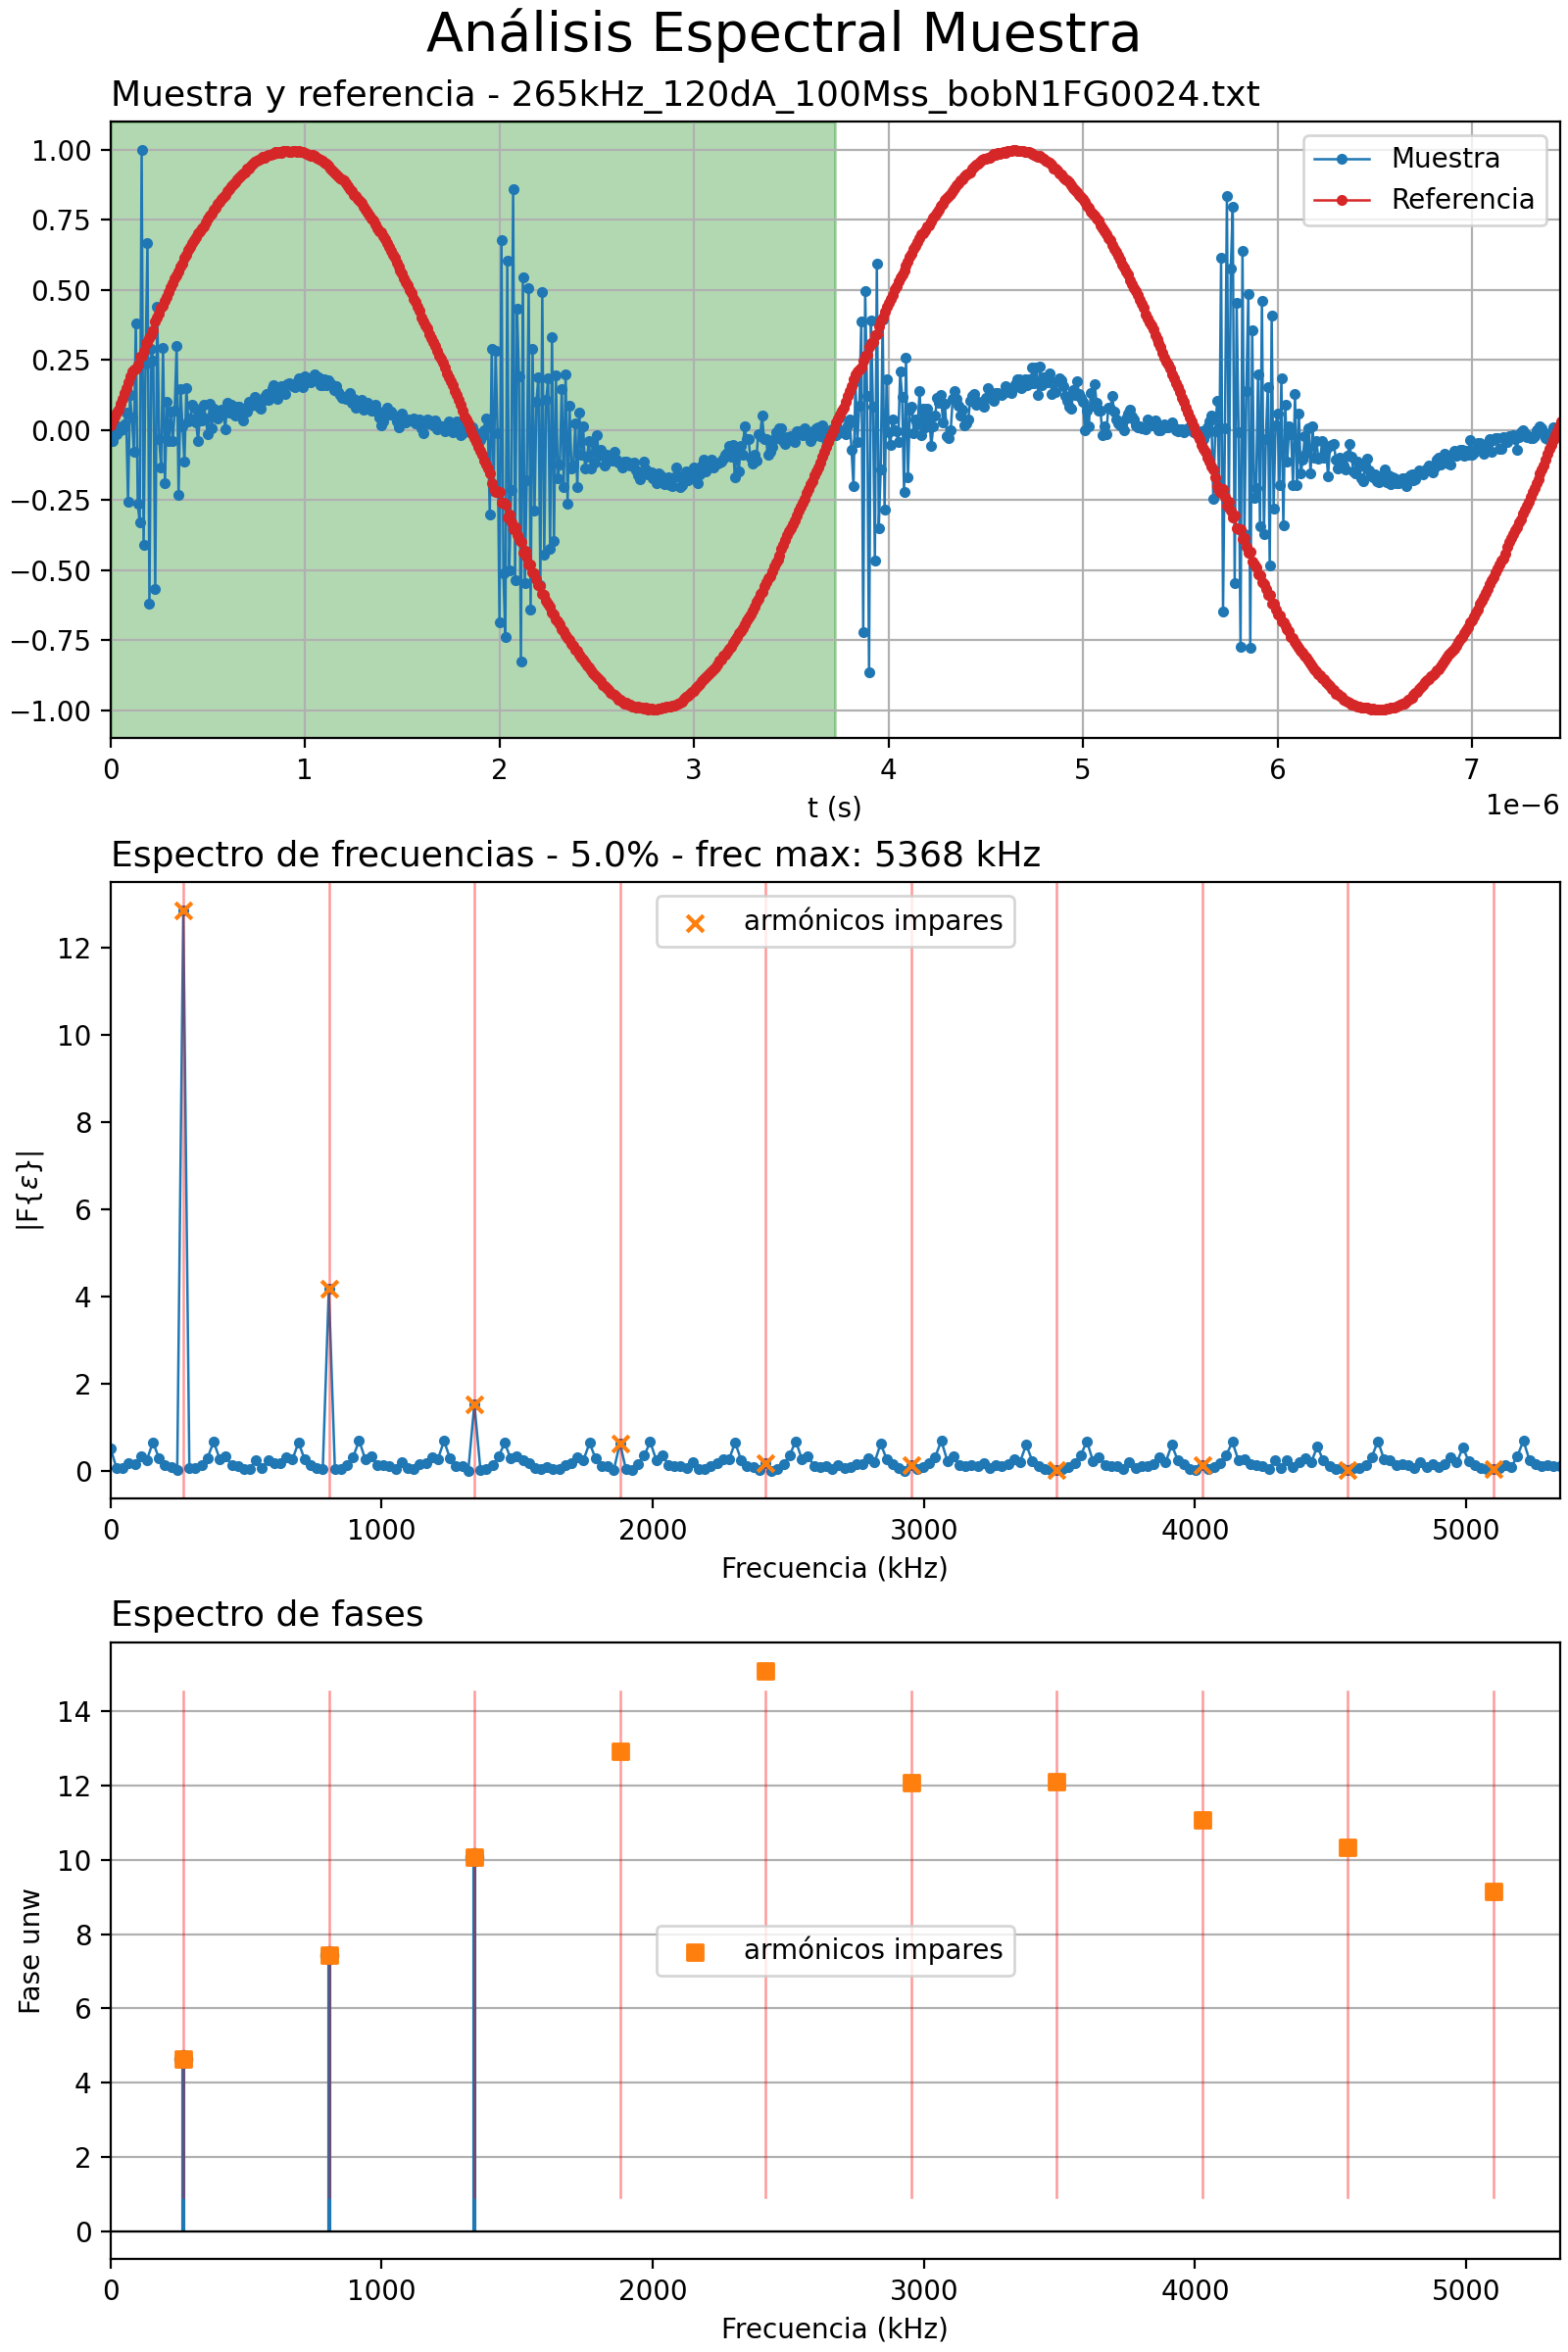 Análisis Espectral Muestra
Muestra y referencia - 265kHz_120dA_100Mss_bobN1FG0024.txt
1.00
0.75
0.50
0.25
0.00
−0.25
−0.50
−0.75
−1.00
Muestra
Referencia
0 1 2 3 4 5 6 7
t (s)
1e−6
Espectro de frecuencias - 5.0% - frec max: 5368 kHz
|F{ε}|
12
10
8
6
4
2
0
armónicos impares
0 1000 2000 3000 4000 5000
Frecuencia (kHz)
Espectro de fases
Fase unw
14
12
10
8
6
4
2
0
armónicos impares
0 1000 2000 3000 4000 5000
Frecuencia (kHz)